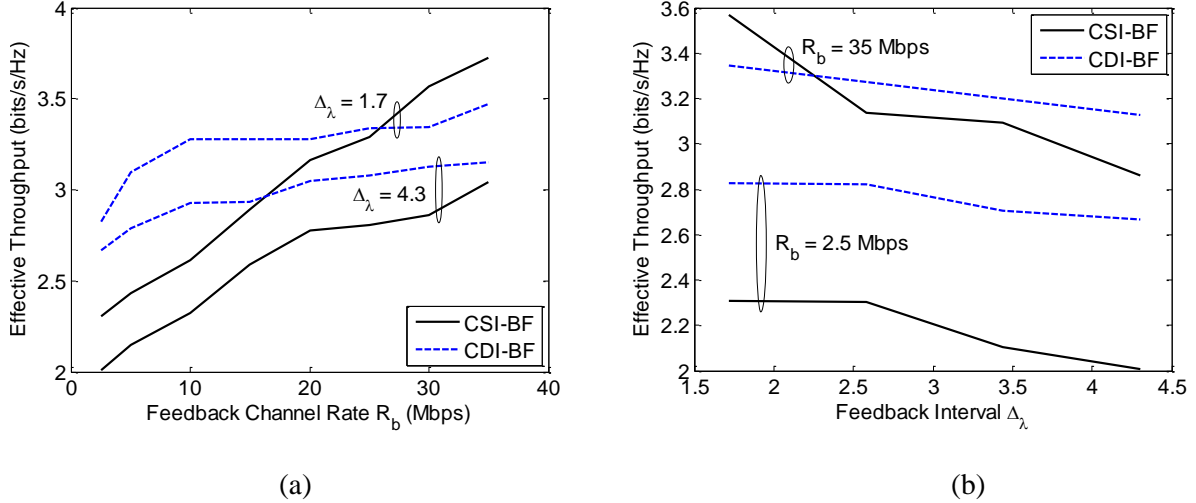 4
3.5
3
2.5
2
0
10
20
30
40
Effective Throughput (bits/s/Hz)
Feedback Channel Rate R_b (Mbps)
Δ_λ = 1.7
Δ_λ = 4.3
CSI-BF
CDI-BF
(a)
3.6
3.4
3.2
3
2.8
2.6
2.4
2.2
2
1.5
2
2.5
3
3.5
4
4.5
Effective Throughput (bits/s/Hz)
Feedback Interval Δ_λ
R_b = 35 Mbps
R_b = 2.5 Mbps
CSI-BF
CDI-BF
(b)